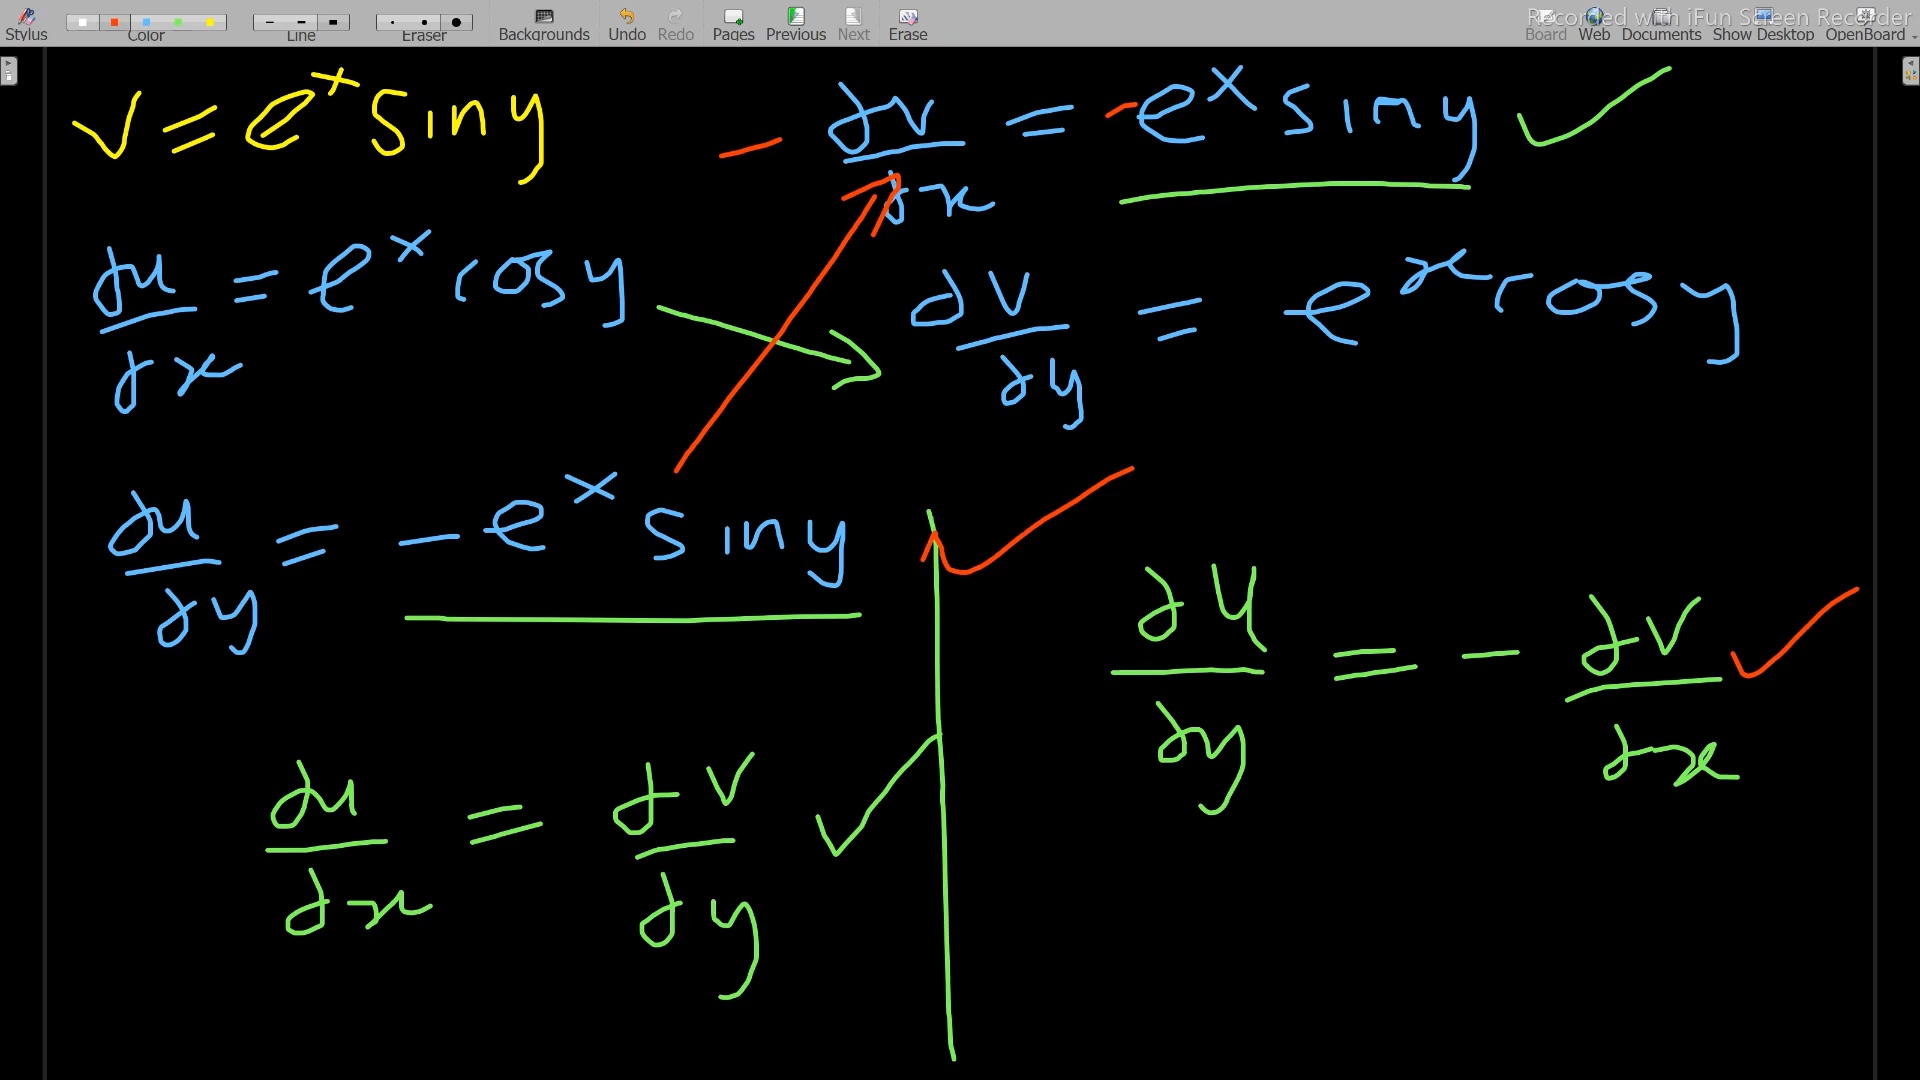 Recorded with iFun Screen Recorder
Stylus Color Line Eraser Backgrounds Undo Redo Pages Previous Next Erase Board Web Documents Show Desktop OpenBoard
V = e^x siny
- ∂v/∂x = -e^x siny ✓
∂u/∂x = e^x cosy
∂v/∂y = e^x cosy
∂u/∂y = - e^x siny ✓
∂u/∂x = ∂v/∂y ✓
∂u/∂y = - ∂v/∂x ✓